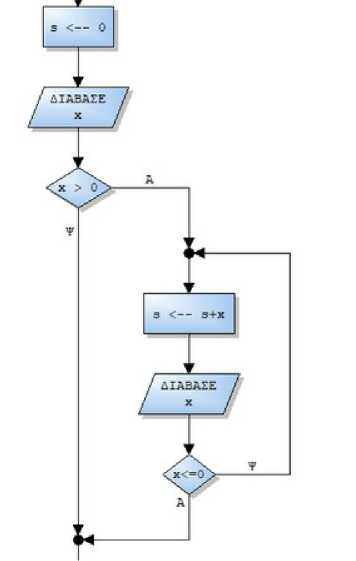 s <-- 0
ΔΙΑΒΑΣΕ
x
x > 0
Α
Ψ
s <-- s+x
ΔΙΑΒΑΣΕ
x
x<=0
Ψ
Α